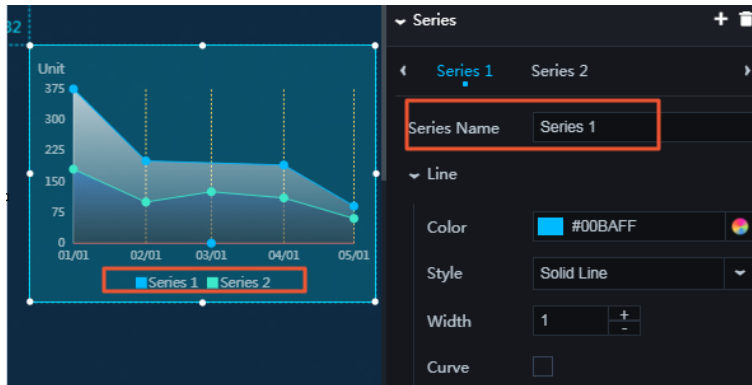 32
Unit
375
300
225
150
75
0
01/01 02/01 03/01 04/01 05/01
Series 1 Series 2
Series
Series 1 Series 2
Series Name Series 1
Line
Color #00BAFF
Style Solid Line
Width 1 + -
Curve